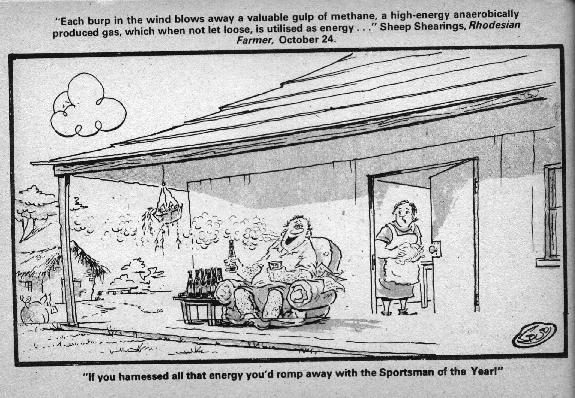 "Each burp in the wind blows away a valuable gulp of methane, a high-energy anaerobically
produced gas, which when not let loose, is utilised as energy . . ." Sheep Shearings, Rhodesian
Farmer, October 24.
"If you harnessed all that energy you'd romp away with the Sportsman of the Year!"